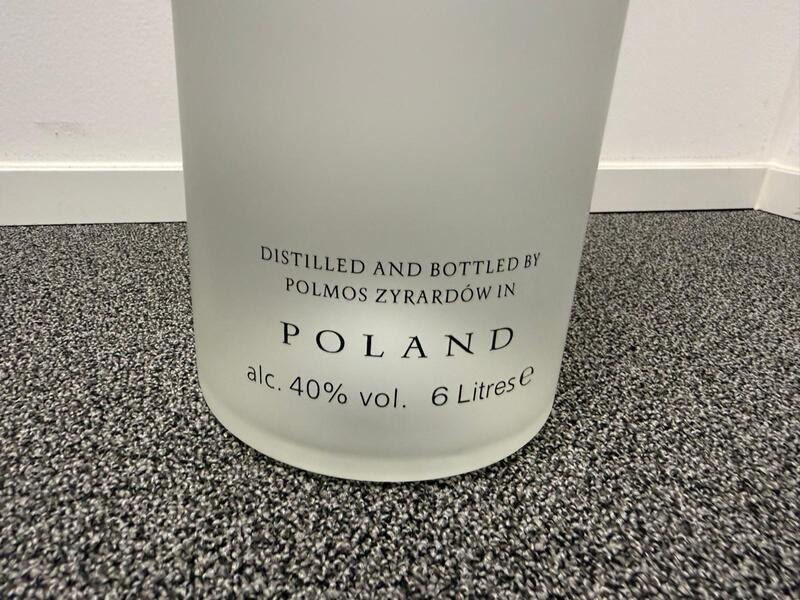 DISTILLED AND BOTTLED BY
POLMOS ZYRARDÓW IN
POLAND
alc. 40% vol. 6 Litres ℮